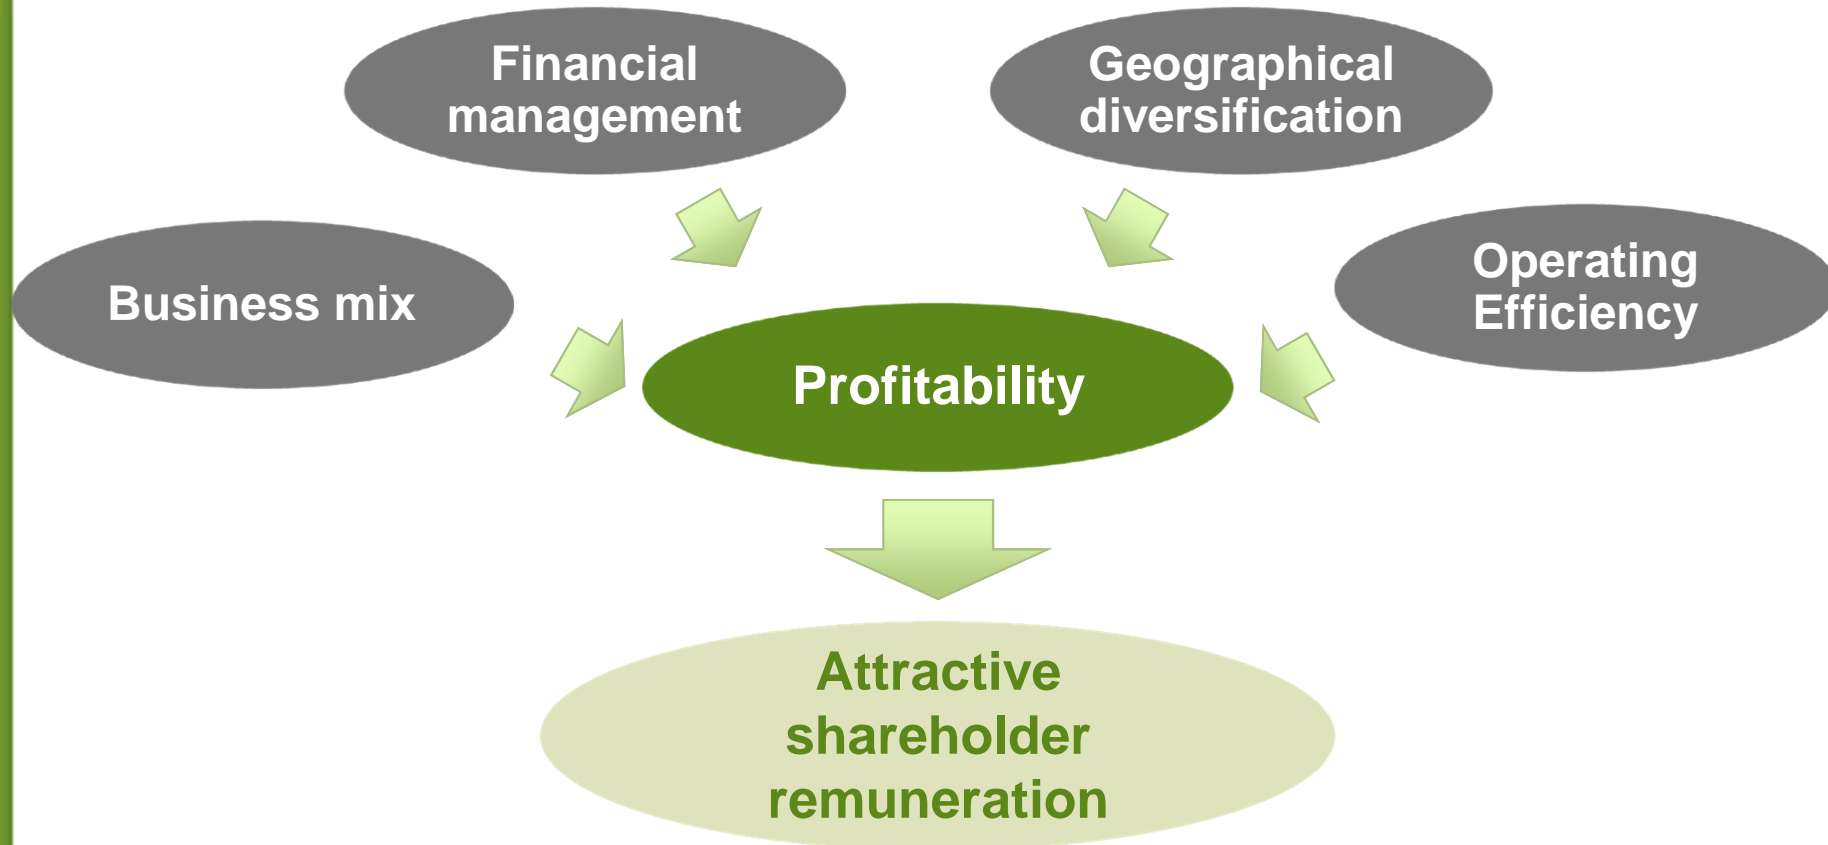 Financial
management
Geographical
diversification
Business mix
Operating
Efficiency
Profitability
Attractive
shareholder
remuneration